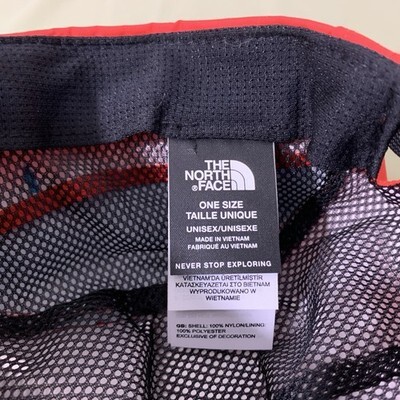 THE
NORTH
FACE
ONE SIZE
TAILLE UNIQUE
UNISEX/UNISEXE
MADE IN VIETNAM
FABRIQUÉ AU VIETNAM
NEVER STOP EXPLORING
VIETNAM'DA ÜRETİLMİŞTİR
ΚΑΤΑΣΚΕΥΑΖΕΤΑΙ ΣΤΟ ΒΙΕΤΝΑΜ
WYPRODUKOWANO W
WIETNAMIE
GB: SHELL: 100% NYLON/LINING:
100% POLYESTER
EXCLUSIVE OF DECORATION